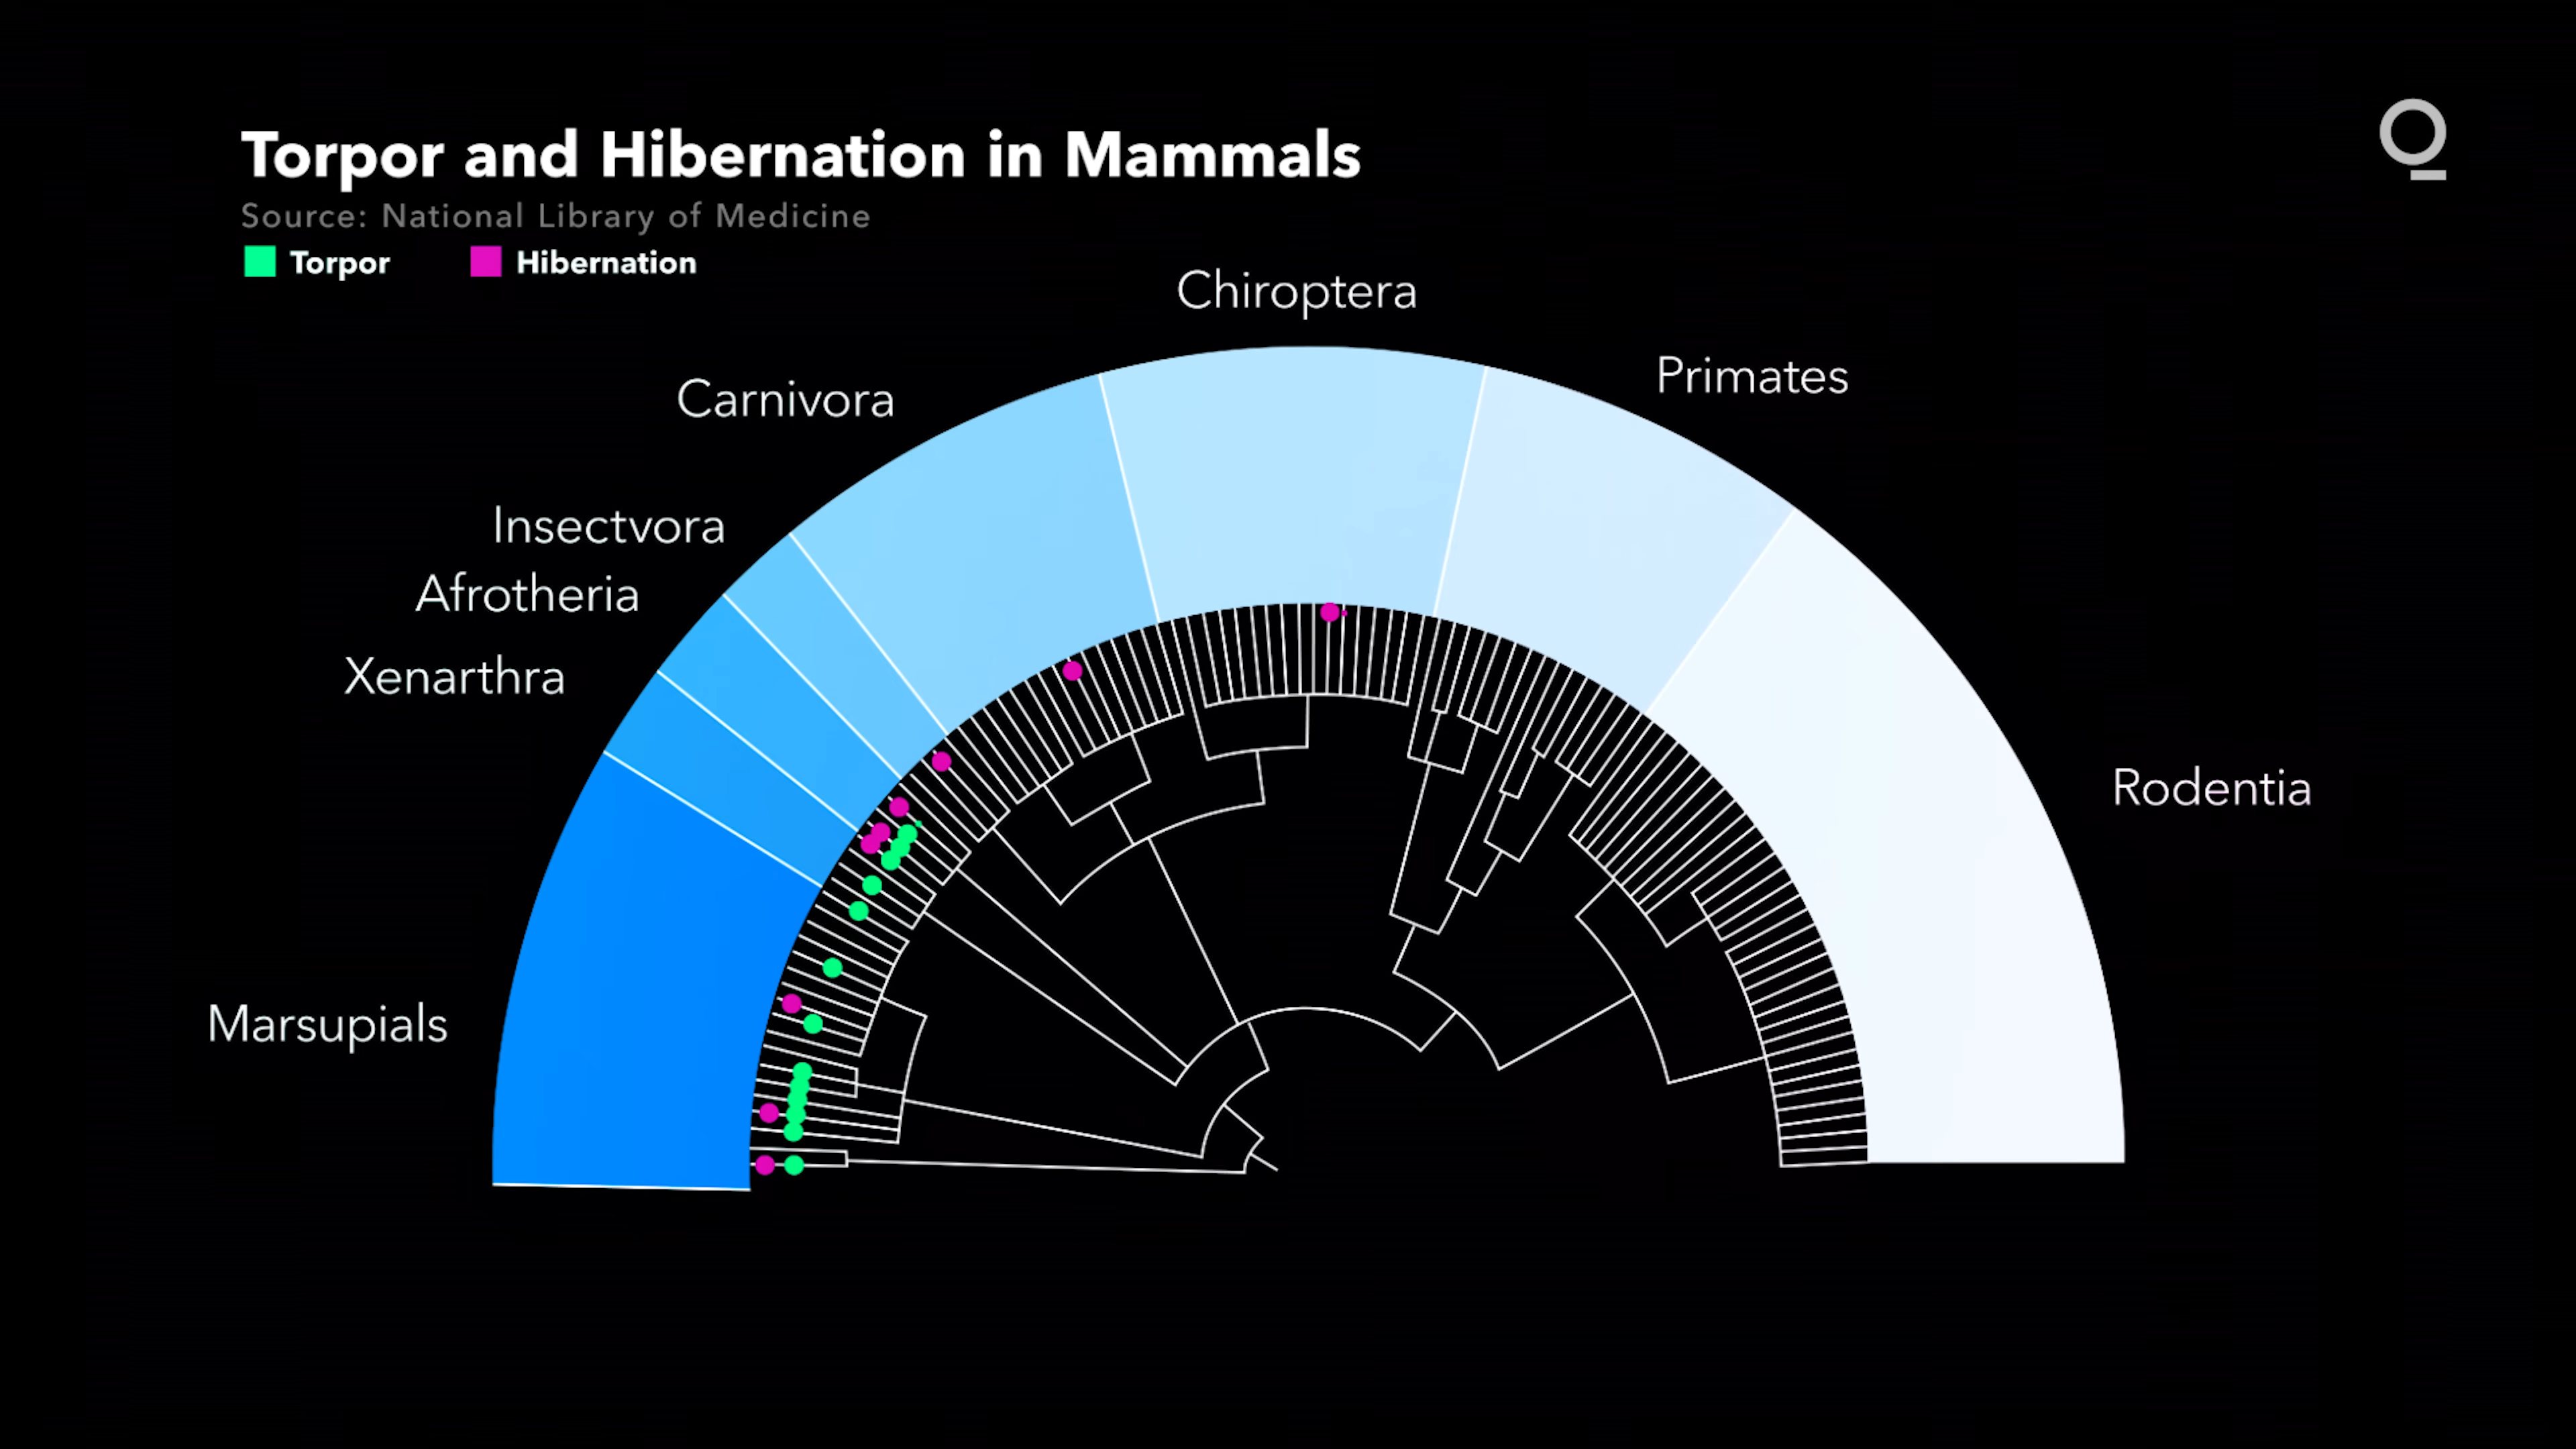 Torpor and Hibernation in Mammals
Source: National Library of Medicine
Torpor Hibernation
Chiroptera
Primates
Carnivora
Insectvora
Afrotheria
Xenarthra
Rodentia
Marsupials